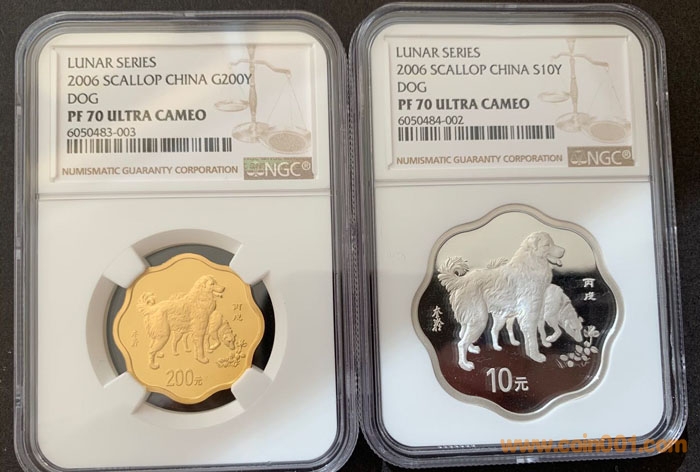 LUNAR SERIES
2006 SCALLOP CHINA G200Y
DOG
PF 70 ULTRA CAMEO
6050483-003
NUMISMATIC GUARANTY CORPORATION
NGC®
丙戌
200元
LUNAR SERIES
2006 SCALLOP CHINA S10Y
DOG
PF 70 ULTRA CAMEO
6050484-002
NUMISMATIC GUARANTY CORPORATION
NGC®
丙戌
10元
www.coin001.com